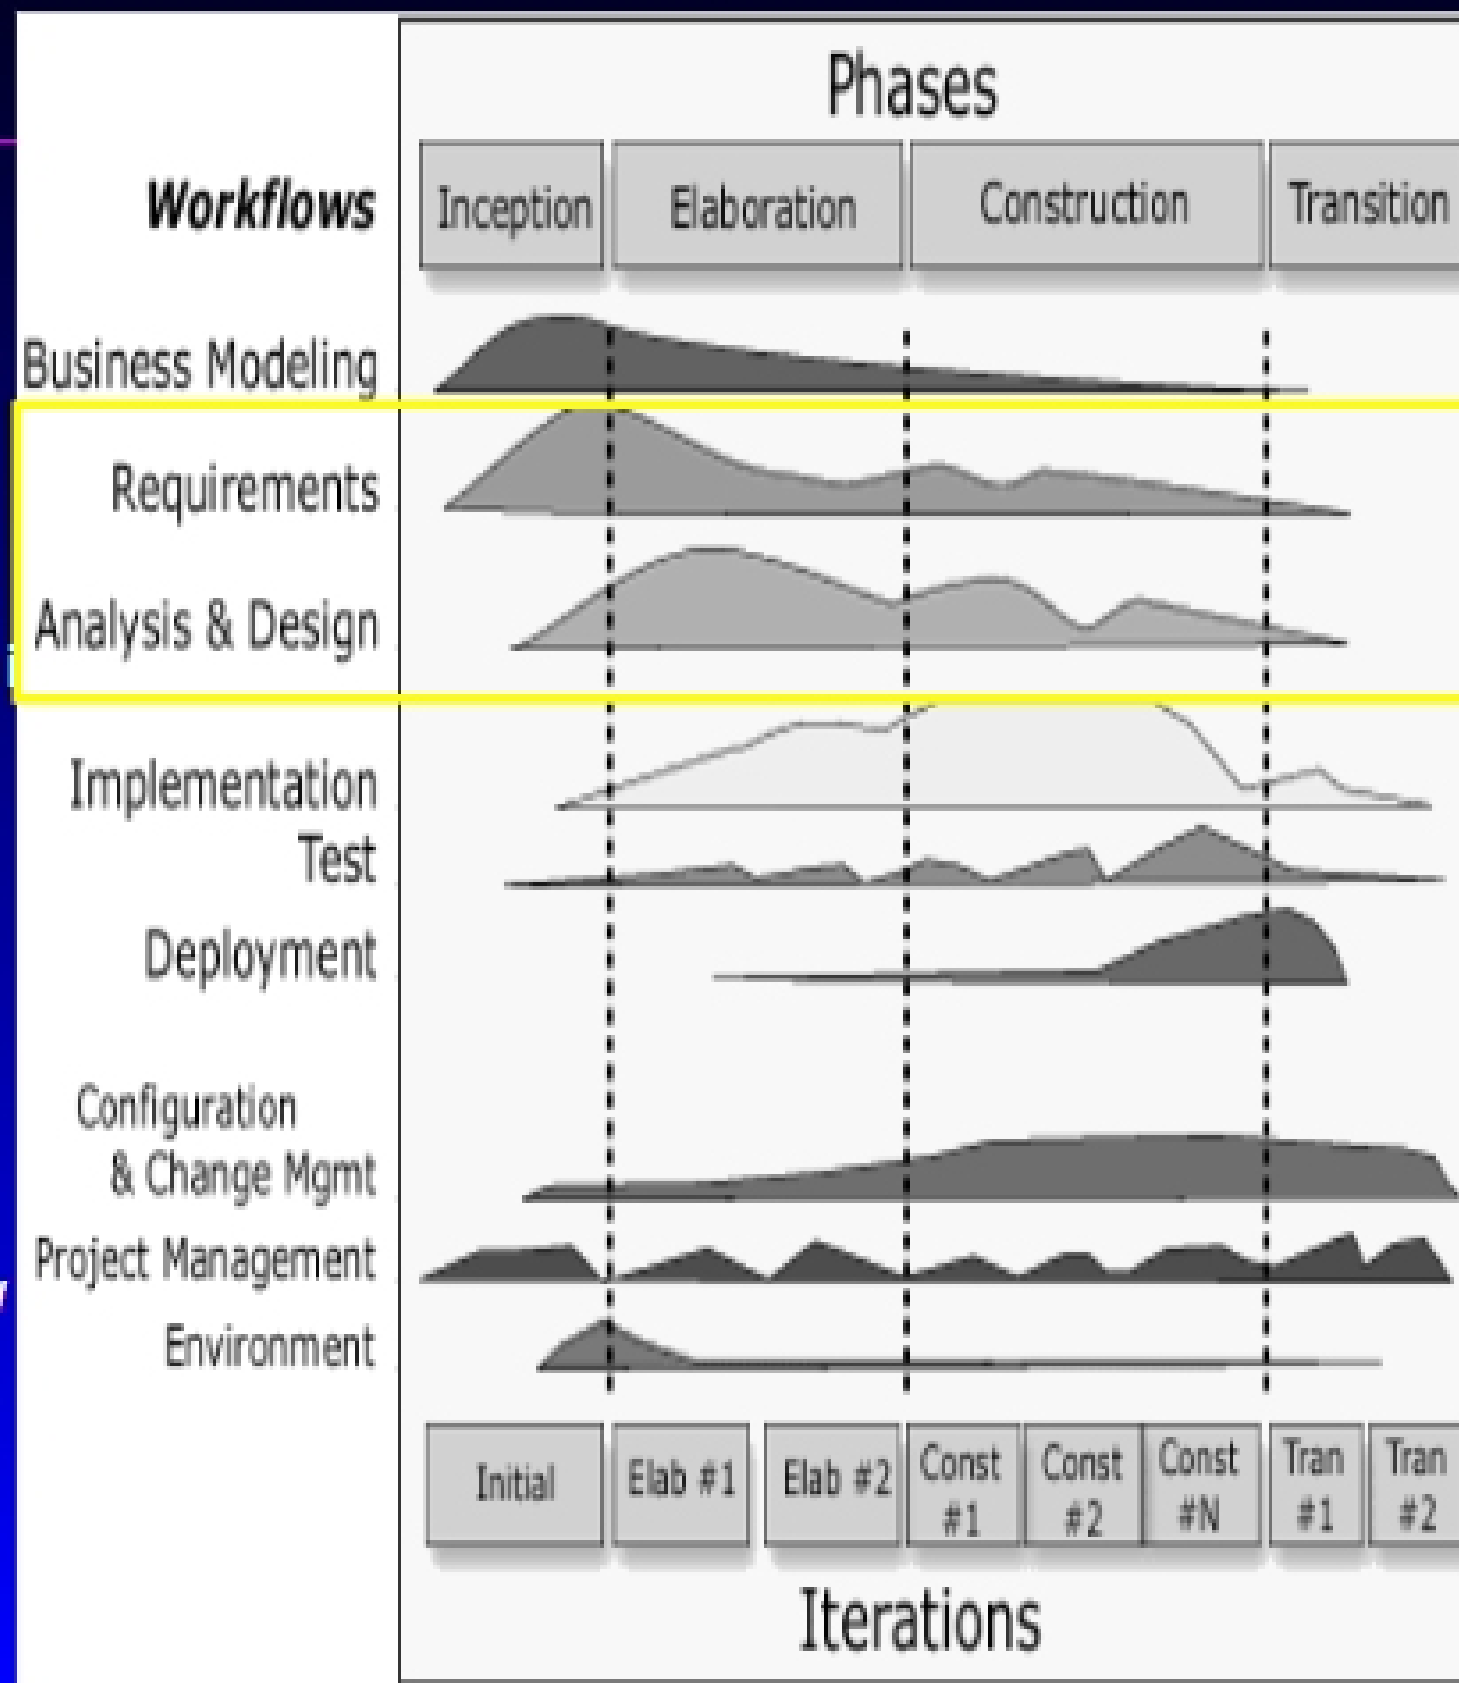 Phases
Workflows
Inception
Elaboration
Construction
Transition
Business Modeling
Requirements
Analysis & Design
Implementation
Test
Deployment
Configuration
& Change Mgmt
Project Management
Environment
Initial
Elab #1
Elab #2
Const
#1
Const
#2
Const
#N
Tran
#1
Tran
#2
Iterations